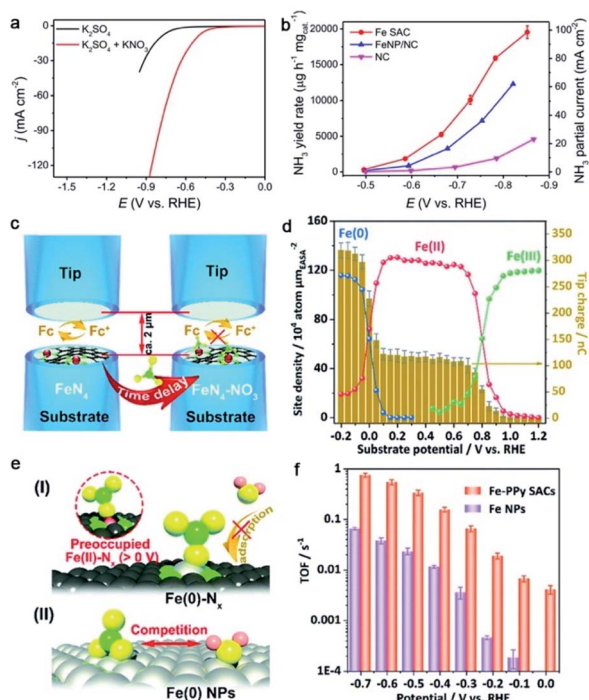 a
K₂SO₄
K₂SO₄ + KNO₃
0
-30
-60
-90
-120
j (mA cm⁻²)
-1.5 -1.2 -0.9 -0.6 -0.3 0.0
E (V vs. RHE)
b
Fe SAC
FeNP/NC
NC
20000
15000
10000
5000
0
NH₃ yield rate (μg h⁻¹ mg cat.⁻¹)
100
80
60
40
20
0
NH₃ partial current (mA cm⁻²)
-0.5 -0.6 -0.7 -0.8 -0.9
E (V vs. RHE)
c
Tip Tip
Fc Fc⁺ Fc Fc⁺
ca. 2 μm
FeN₄ FeN₄-NO₃
Time delay
Substrate Substrate
d
Fe(0) Fe(II) Fe(III)
160
120
80
40
0
Site density / 10⁴ atom μm EASA⁻²
350
300
250
200
150
100
50
0
Tip charge / nC
-0.2 0.0 0.2 0.4 0.6 0.8 1.0 1.2
Substrate potential / V vs. RHE
e
(I)
Preoccupied
Fe(II)-Nₓ (> 0 V)
adsorption
Fe(0)-Nₓ
(II)
Competition
Fe(0) NPs
f
Fe-PPy SACs
Fe NPs
1
0.1
0.01
0.001
1E-4
TOF / s⁻¹
-0.7 -0.6 -0.5 -0.4 -0.3 -0.2 -0.1 0.0
Potential / V vs. RHE